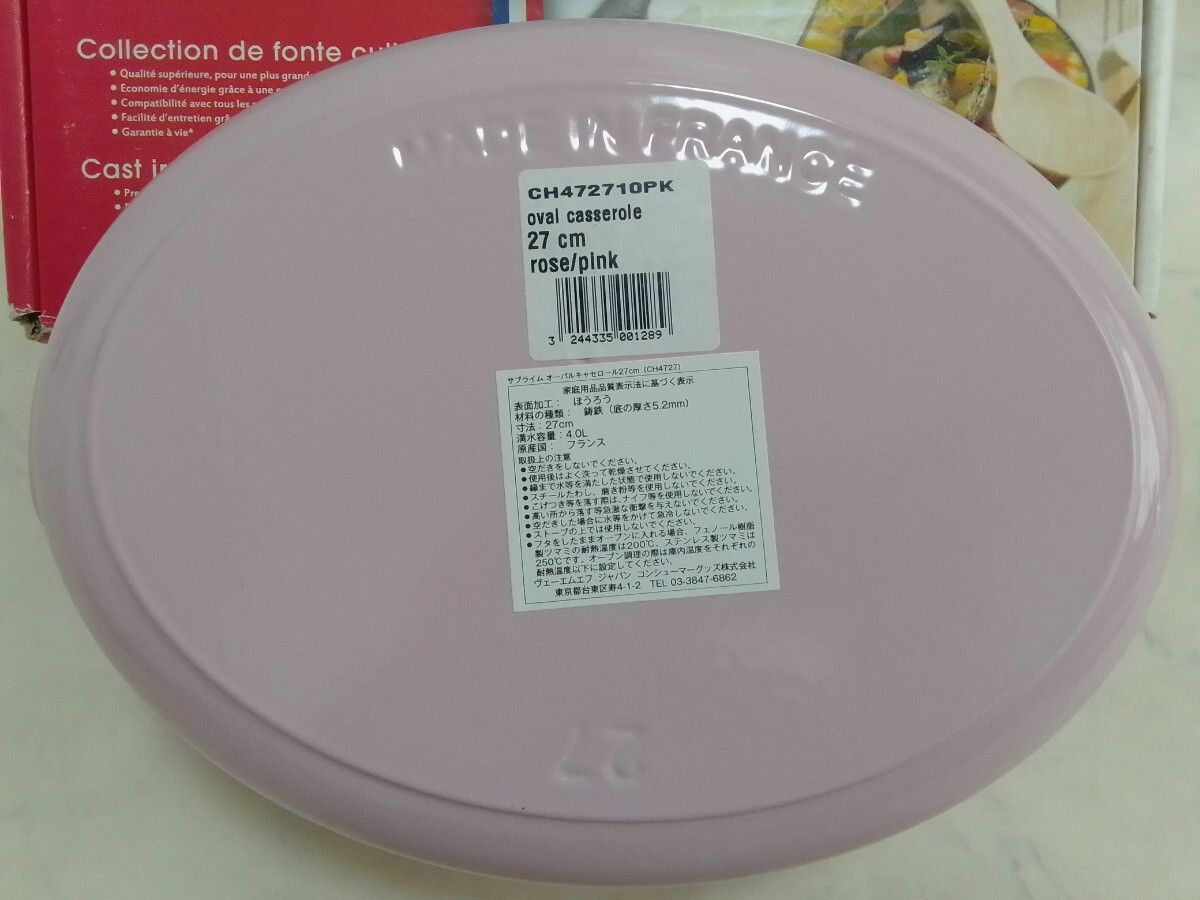 Collection de fonte
• Qualité supérieure, pour une plus
• Economie d'énergie grâce à une
• Compatibilité avec tous les
• Facilité d'entretien
• Garantie à vie*
Cast
MADE IN FRANCE
CH472710PK
oval casserole
27 cm
rose/pink
3 244335 001289
サブライム オーバルキャセロール27cm (CH4727)
家庭用品品質表示法に基づく表示
表面加工: ほうろう
材料の種類: 鋳鉄(底の厚さ5.2mm)
寸法:27cm
満水容量:4.0L
原産国: フランス
取扱上の注意
●空だきをしないでください。
●使用後はよく洗って乾燥させてください。
●縁まで水等を満たした状態で使用しないでください。
●スチールたわし、磨き粉等を使用しないでください。
●こげつき等を落す際は、ナイフ等を使用しないでください。
●高い所から落す等急激な衝撃を与えないでください。
●空だきした場合に水等をかけて急冷しないでください。
●ストーブの上では使用しないでください。
●フタをしたままオーブンに入れる場合、フェノール樹脂
製ツマミの耐熱温度は200℃、ステンレス製ツマミは
250℃です。オーブン調理の際は庫内温度をそれぞれの
耐熱温度以下に設定してください。
ヴェーエムエフ ジャパン コンシューマーグッズ株式会社
東京都台東区寿4-1-2 TEL 03-3847-6862
27